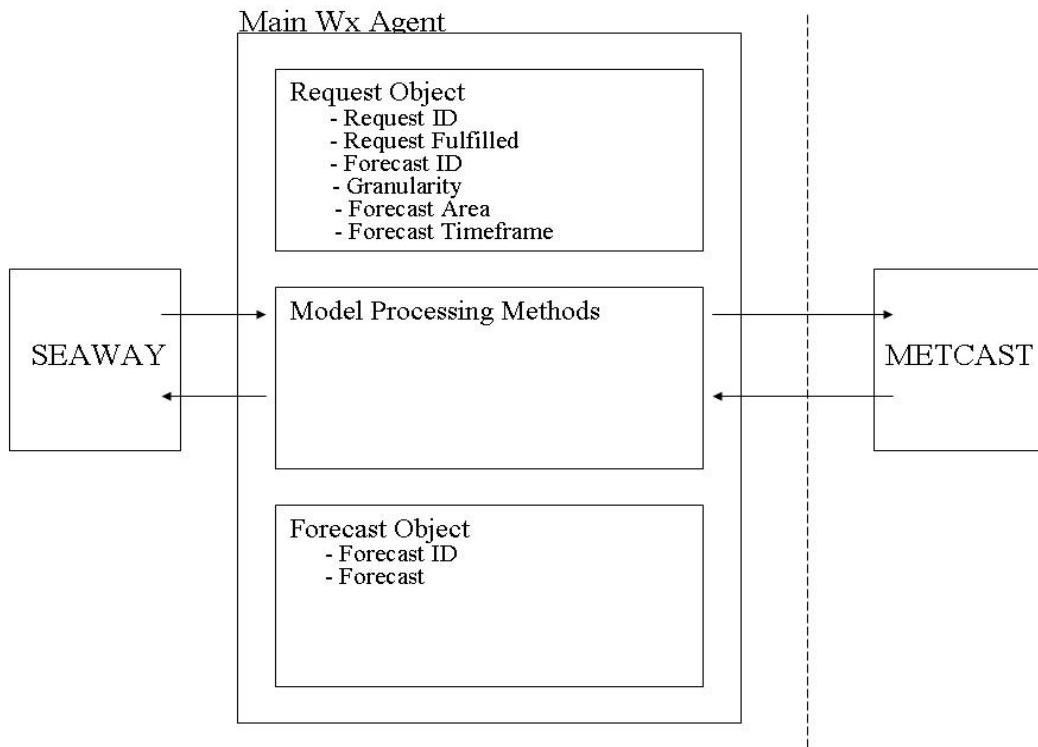 Main Wx Agent
Request Object
- Request ID
- Request Fulfilled
- Forecast ID
- Granularity
- Forecast Area
- Forecast Timeframe
SEAWAY
Model Processing Methods
METCAST
Forecast Object
- Forecast ID
- Forecast